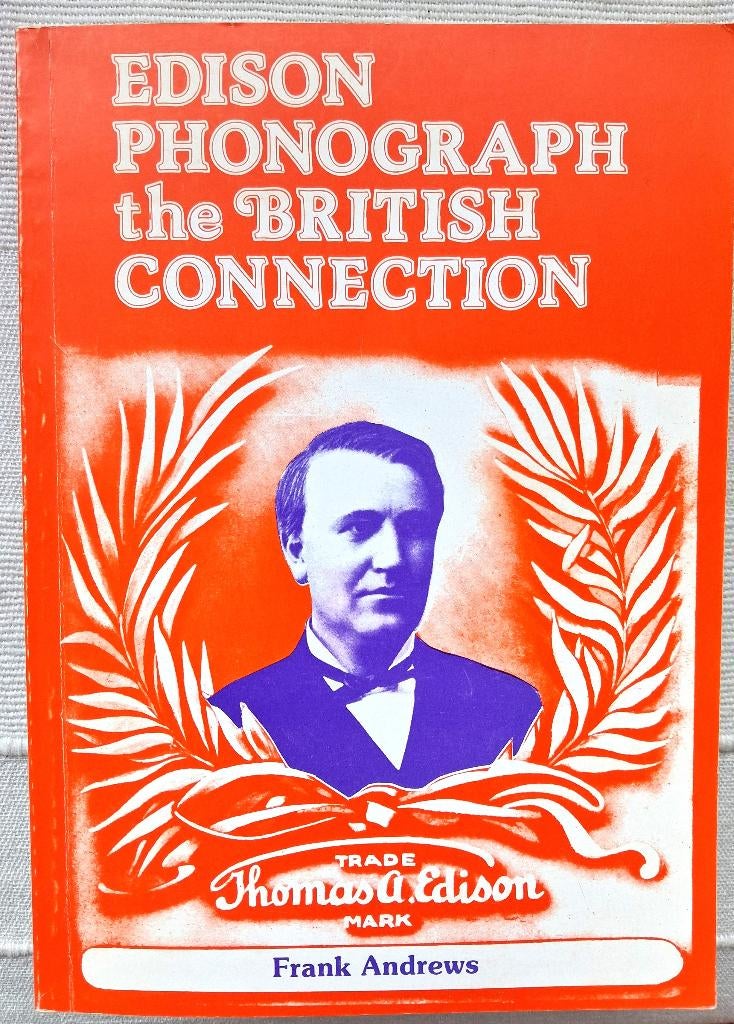 EDISON
PHONOGRAPH
the BRITISH
CONNECTION
TRADE
Thomas A. Edison
MARK
Frank Andrews